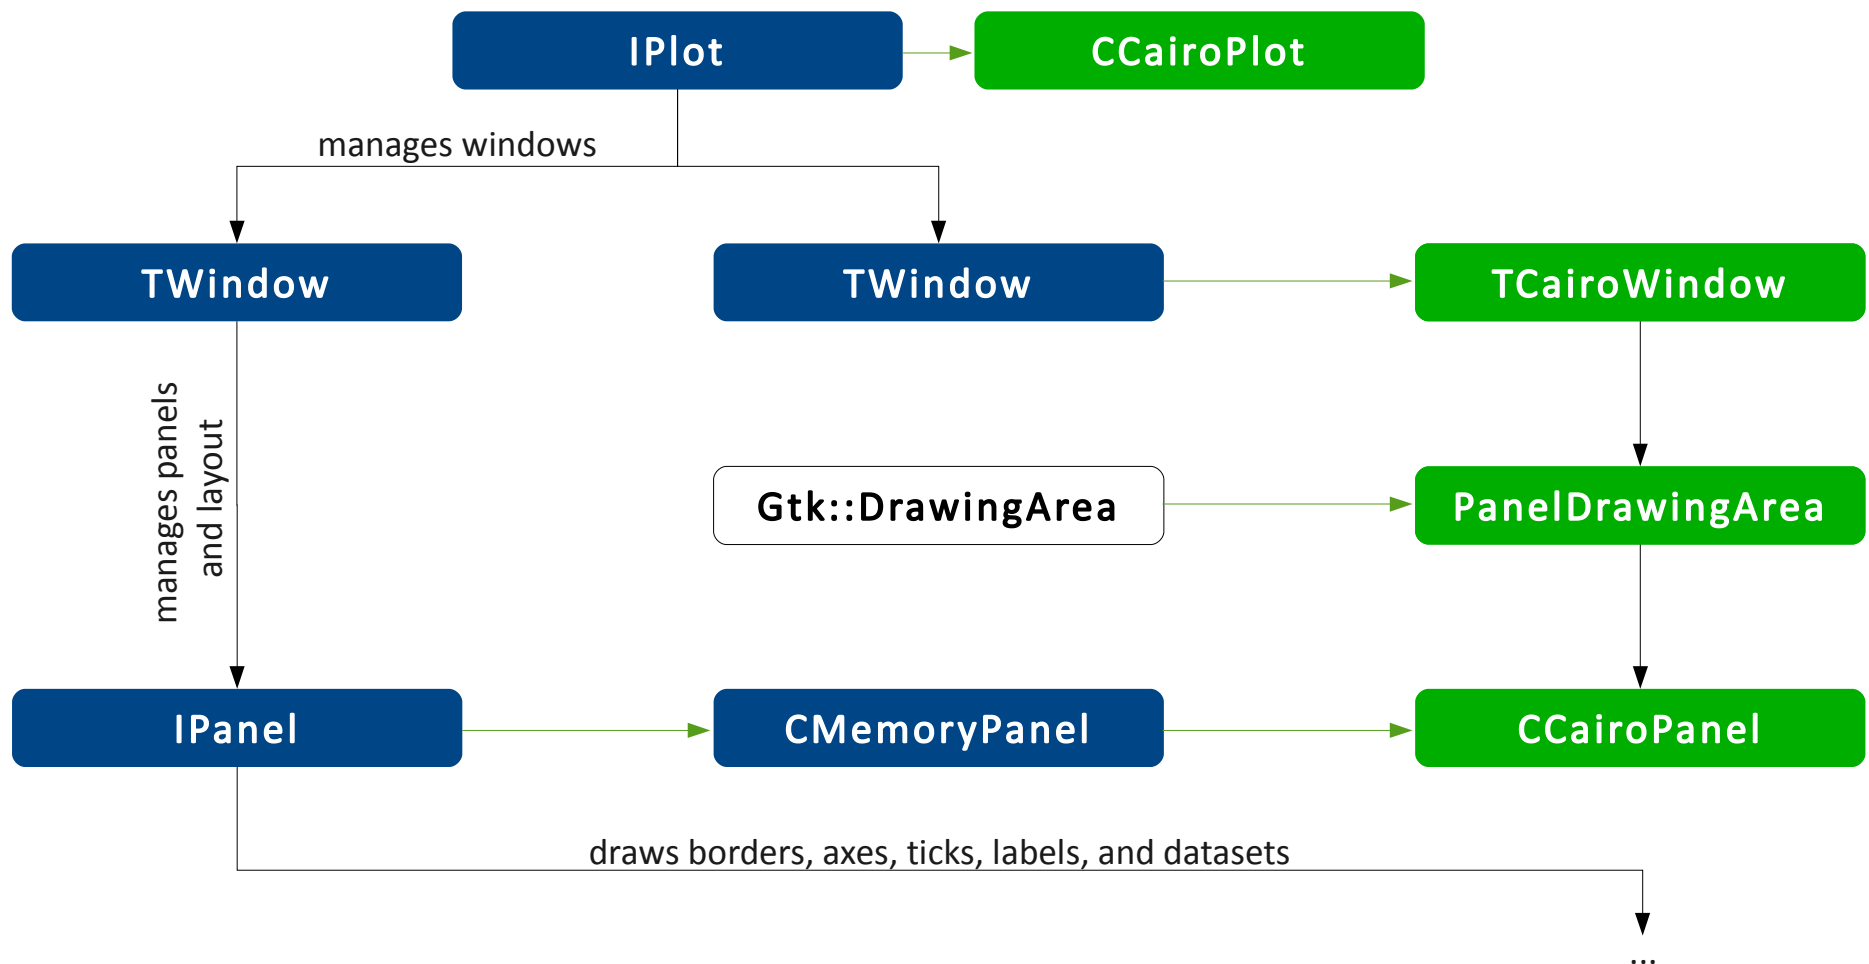 IPlot
CCairoPlot
manages windows
TWindow
TWindow
TCairoWindow
manages panels
and layout
Gtk::DrawingArea
PanelDrawingArea
IPanel
CMemoryPanel
CCairoPanel
draws borders, axes, ticks, labels, and datasets
...